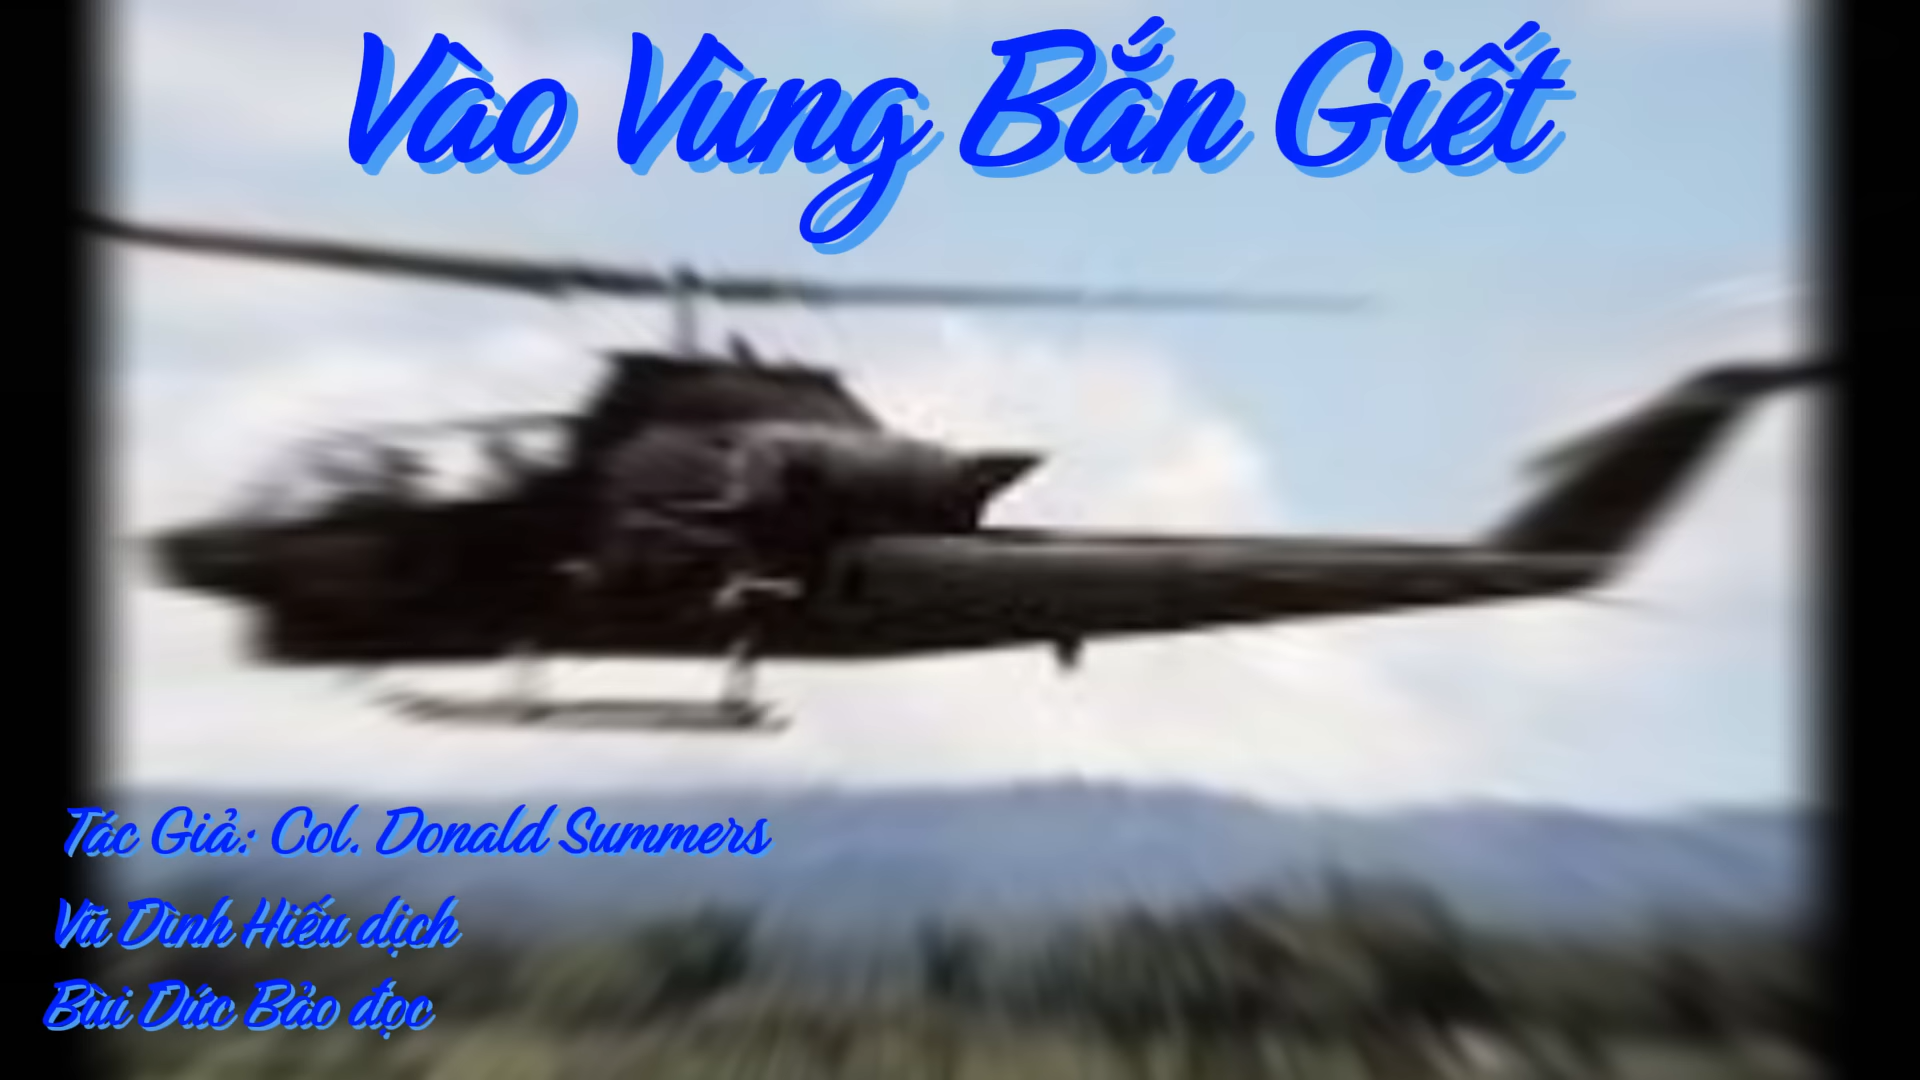 Vào Vùng Bắn Giết
Tác Giả: Col. Donald Summers
Vũ Đình Hiếu dịch
Bùi Đức Bảo đọc